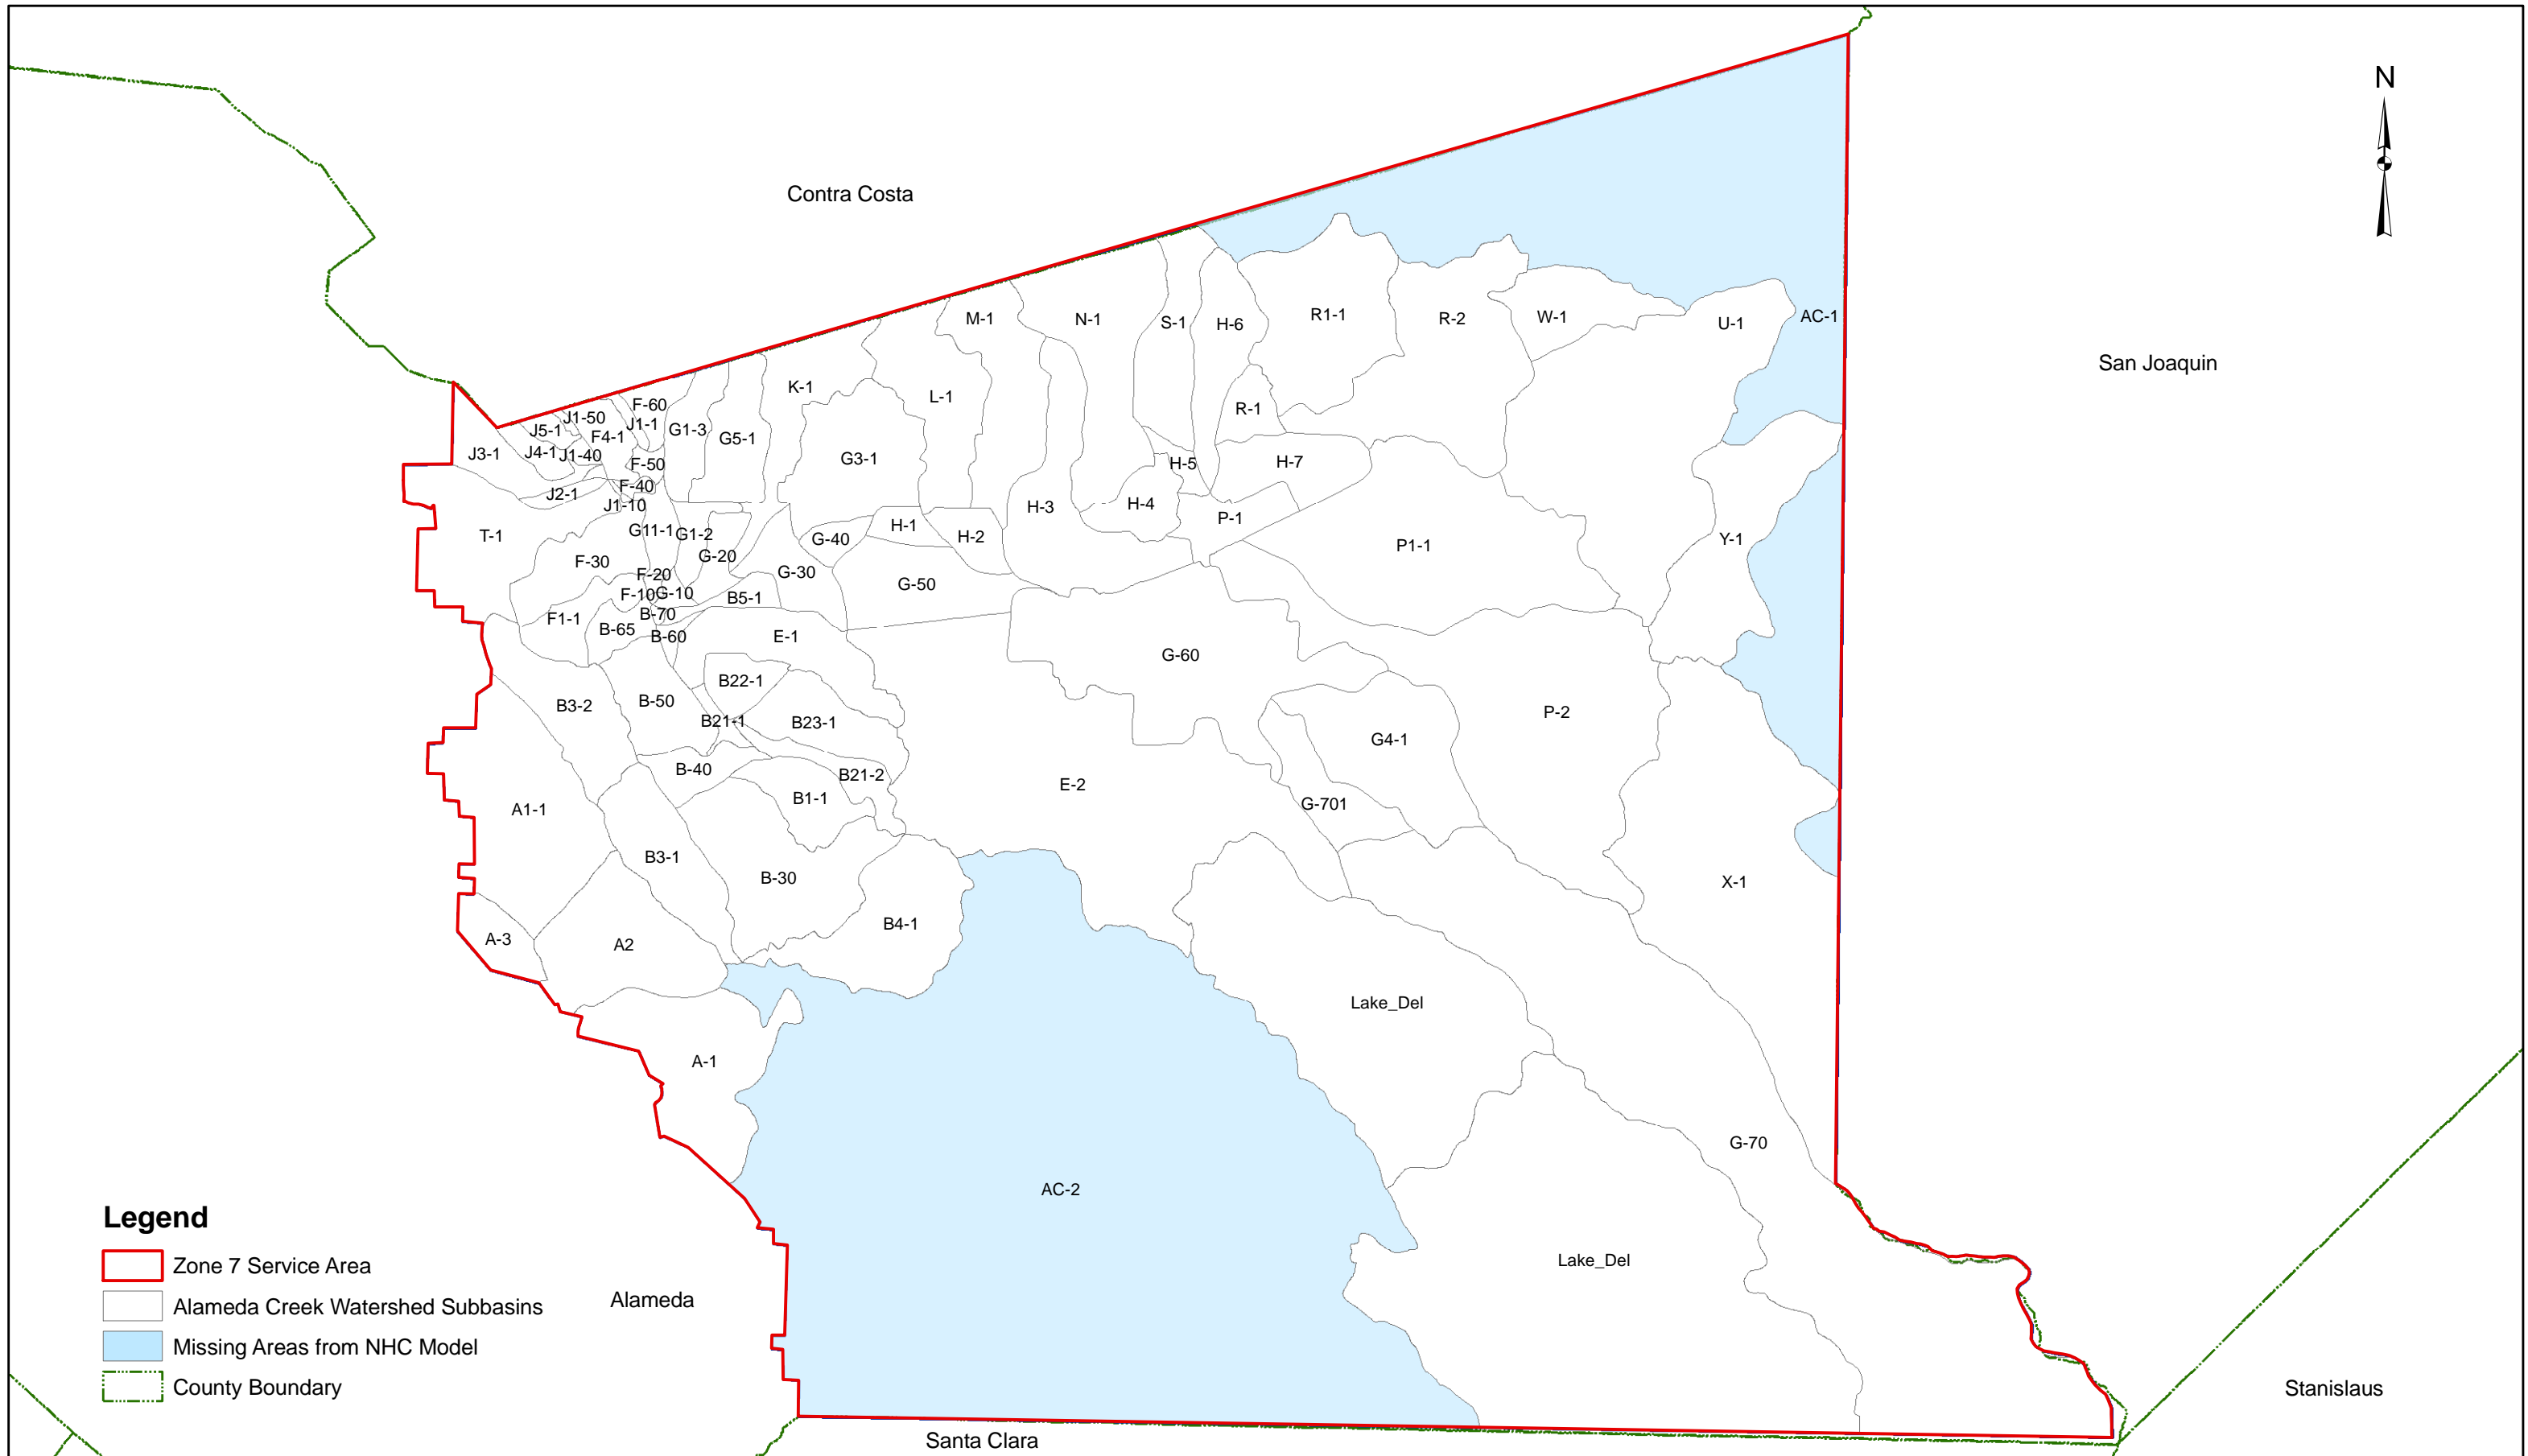 N
Contra Costa
San Joaquin
M-1
N-1
S-1
H-6
R1-1
R-2
W-1
U-1
AC-1
K-1
L-1
R-1
F-60
J1-50
J1-1
J5-1
F4-1
G1-3
G5-1
J3-1
J4-1
J1-40
F-50
G3-1
H-5
H-7
J2-1
F-40
J1-10
H-3
H-4
P-1
T-1
G11-1
G1-2
G-40
H-1
H-2
P1-1
Y-1
G-20
F-30
F-20
G-30
G-50
F-10
G-10
B5-1
F1-1
B-70
B-65
B-60
E-1
G-60
B22-1
B3-2
B-50
B21-1
B23-1
P-2
G4-1
B-40
B21-2
E-2
B1-1
G-701
A1-1
B3-1
B-30
X-1
B4-1
A-3
A2
Lake_Del
A-1
G-70
AC-2
Lake_Del
Legend
Zone 7 Service Area
Alameda Creek Watershed Subbasins
Missing Areas from NHC Model
County Boundary
Alameda
Stanislaus
Santa Clara